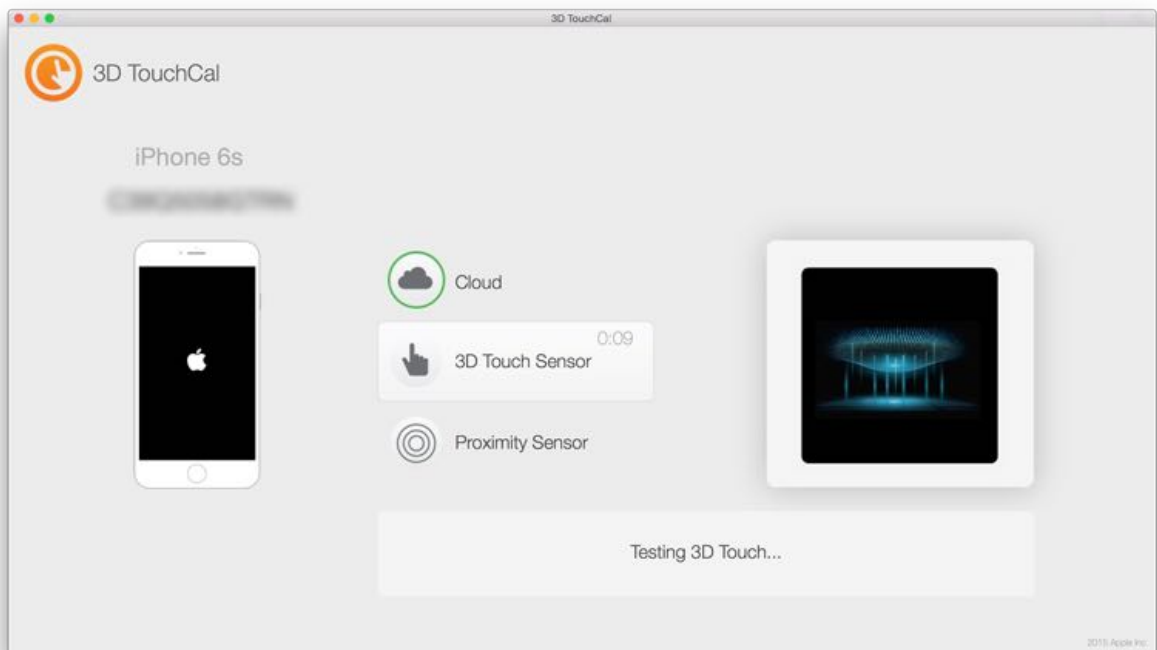 3D TouchCal
3D TouchCal
iPhone 6s
Cloud
0:09
3D Touch Sensor
Proximity Sensor
Testing 3D Touch...
2015 Apple Inc.